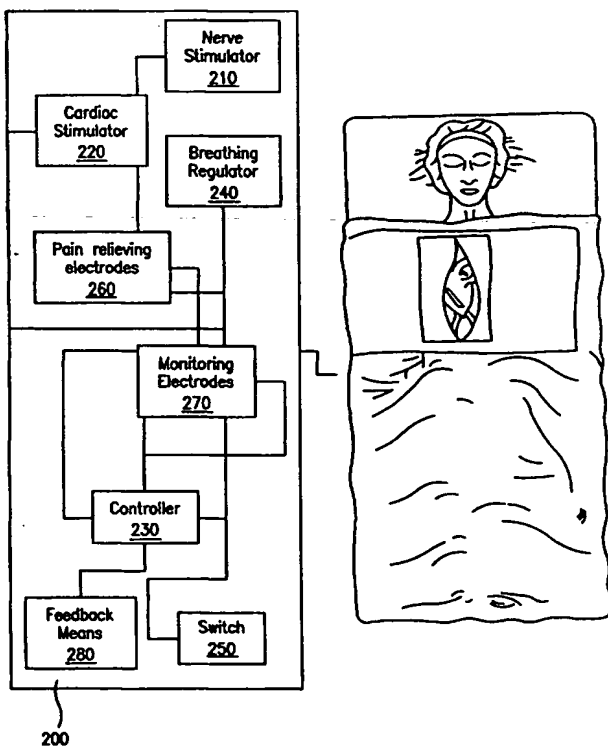 Nerve
Stimulator
210
Cardiac
Stimulator
220
Breathing
Regulator
240
Pain relieving
electrodes
260
Monitoring
Electrodes
270
Controller
230
Feedback
Means
280
Switch
250
200